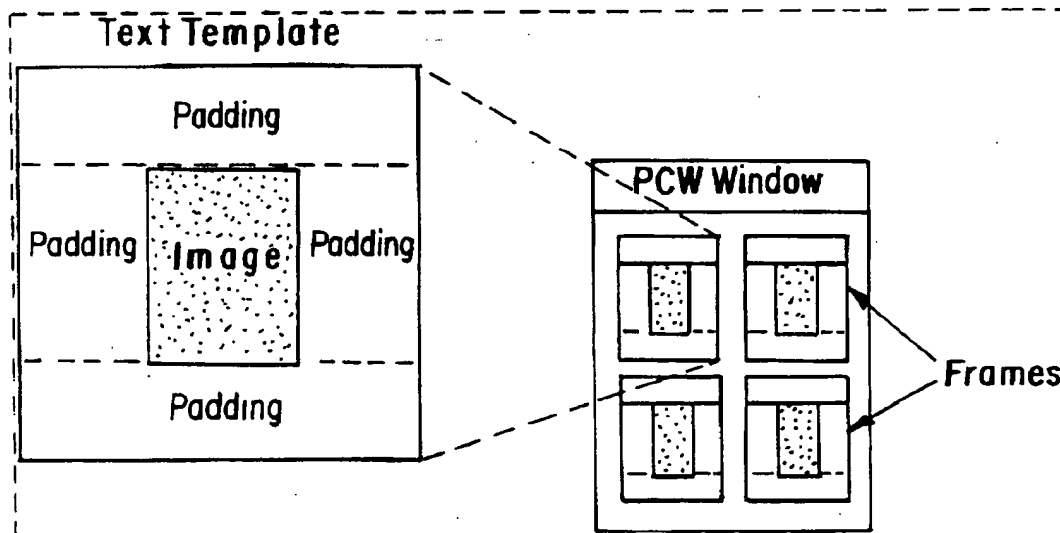 Text Template
Padding
PCW Window
Padding Image Padding
Frames
Padding